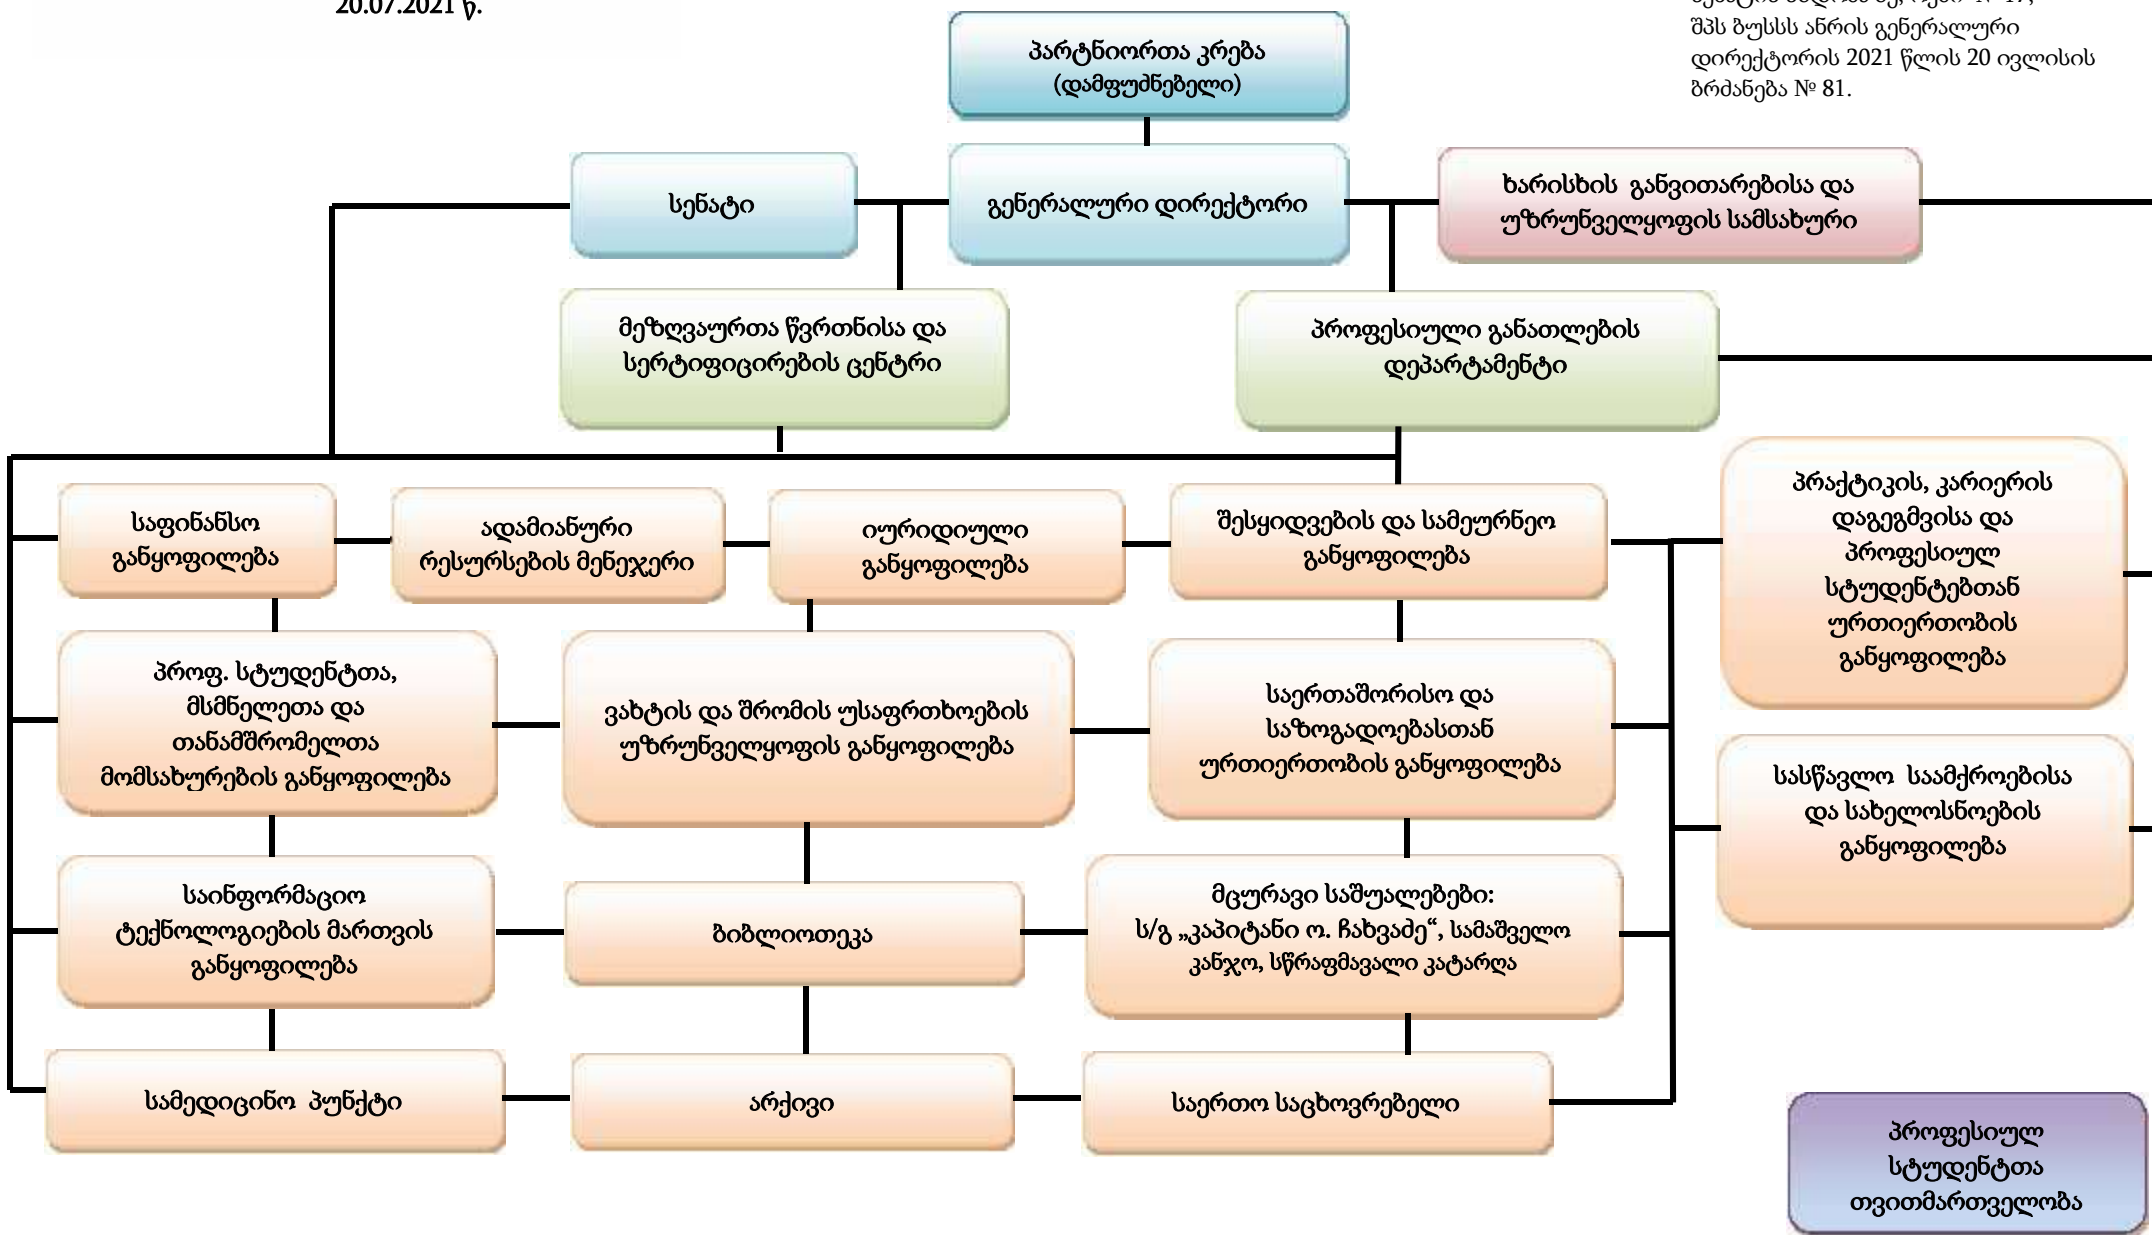 20.07.2021 წ.
შპს ბუსსს ანრის გენერალური
დირექტორის 2021 წლის 20 ივლისის
ბრძანება № 81.
პარტნიორთა კრება
(დამფუძნებელი)
სენატი
გენერალური დირექტორი
ხარისხის განვითარებისა და
უზრუნველყოფის სამსახური
მეზღვაურთა წვრთნისა და
სერტიფიცირების ცენტრი
პროფესიული განათლების
დეპარტამენტი
საფინანსო
განყოფილება
ადამიანური
რესურსების მენეჯერი
იურიდიული
განყოფილება
შესყიდვების და სამეურნეო
განყოფილება
პრაქტიკის, კარიერის
დაგეგმვისა და
პროფესიულ
სტუდენტებთან
ურთიერთობის
განყოფილება
პროფ. სტუდენტთა,
მსმნელეთა და
თანამშრომელთა
მომსახურების განყოფილება
ვახტის და შრომის უსაფრთხოების
უზრუნველყოფის განყოფილება
საერთაშორისო და
საზოგადოებასთან
ურთიერთობის განყოფილება
სასწავლო საამქროებისა
და სახელოსნოების
განყოფილება
საინფორმაციო
ტექნოლოგიების მართვის
განყოფილება
ბიბლიოთეკა
მცურავი საშუალებები:
ს/გ „კაპიტანი ო. ჩახვაძე“, სამაშველო
კანჯო, სწრაფმავალი კატარღა
სამედიცინო პუნქტი
არქივი
საერთო საცხოვრებელი
პროფესიულ
სტუდენტთა
თვითმართველობა